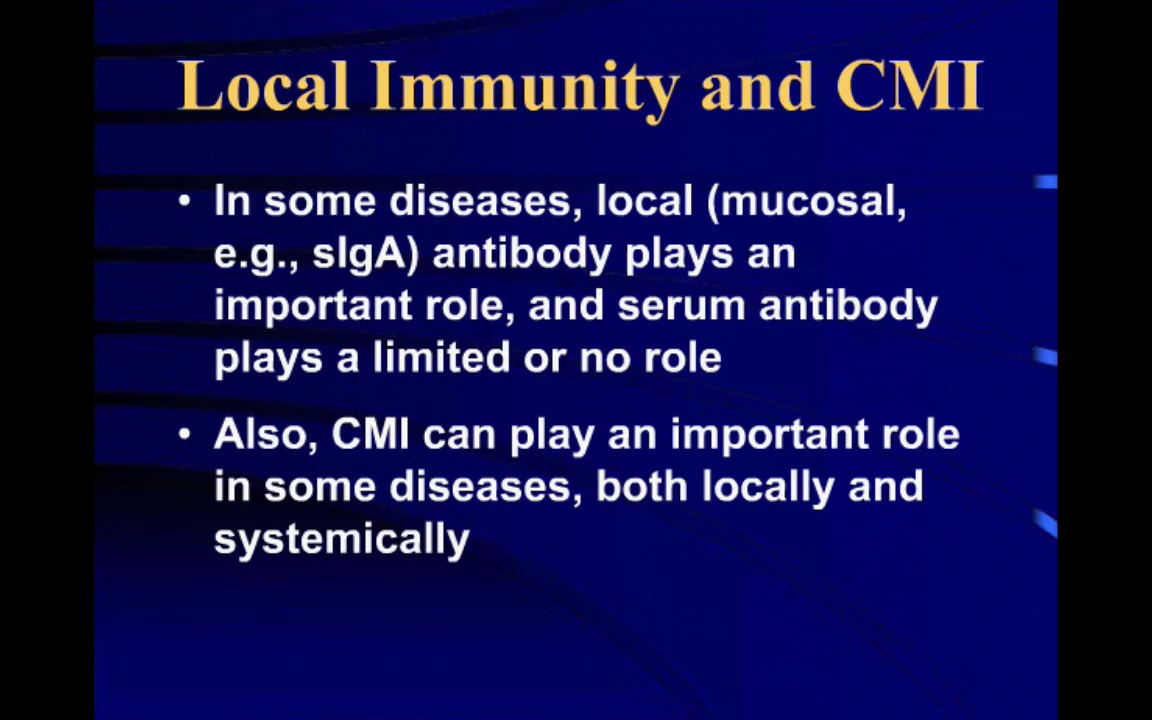 Local Immunity and CMI
• In some diseases, local (mucosal,
e.g., sIgA) antibody plays an
important role, and serum antibody
plays a limited or no role
• Also, CMI can play an important role
in some diseases, both locally and
systemically